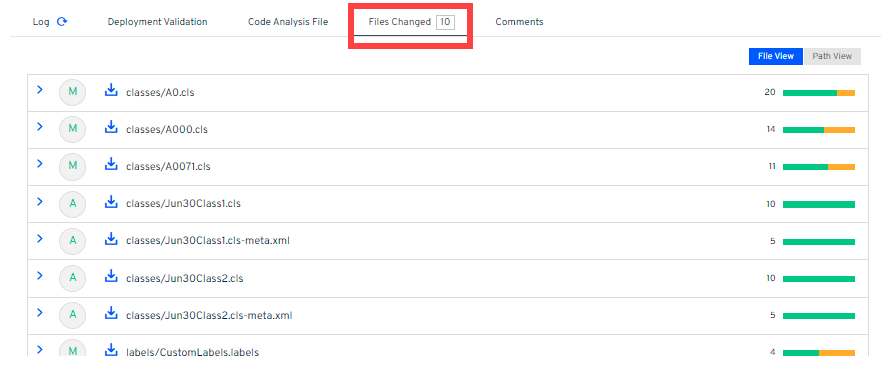 Log Deployment Validation Code Analysis File Files Changed 10 Comments
File View Path View
M classes/A0.cls 20
M classes/A000.cls 14
M classes/A0071.cls 11
A classes/Jun30Class1.cls 10
A classes/Jun30Class1.cls-meta.xml 5
A classes/Jun30Class2.cls 10
A classes/Jun30Class2.cls-meta.xml 5
M labels/CustomLabels.labels 4